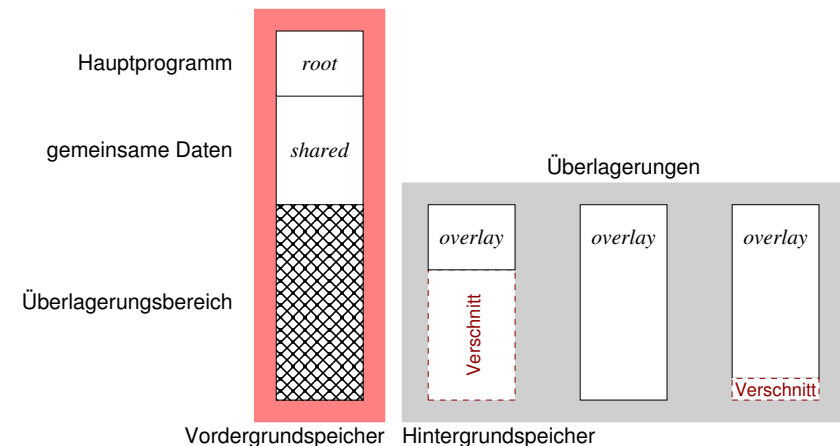 Hauptprogramm
root
gemeinsame Daten
shared
Überlagerungen
overlay
overlay
overlay
Überlagerungsbereich
Verschnitt
Verschnitt
Vordergrundspeicher
Hintergrundspeicher